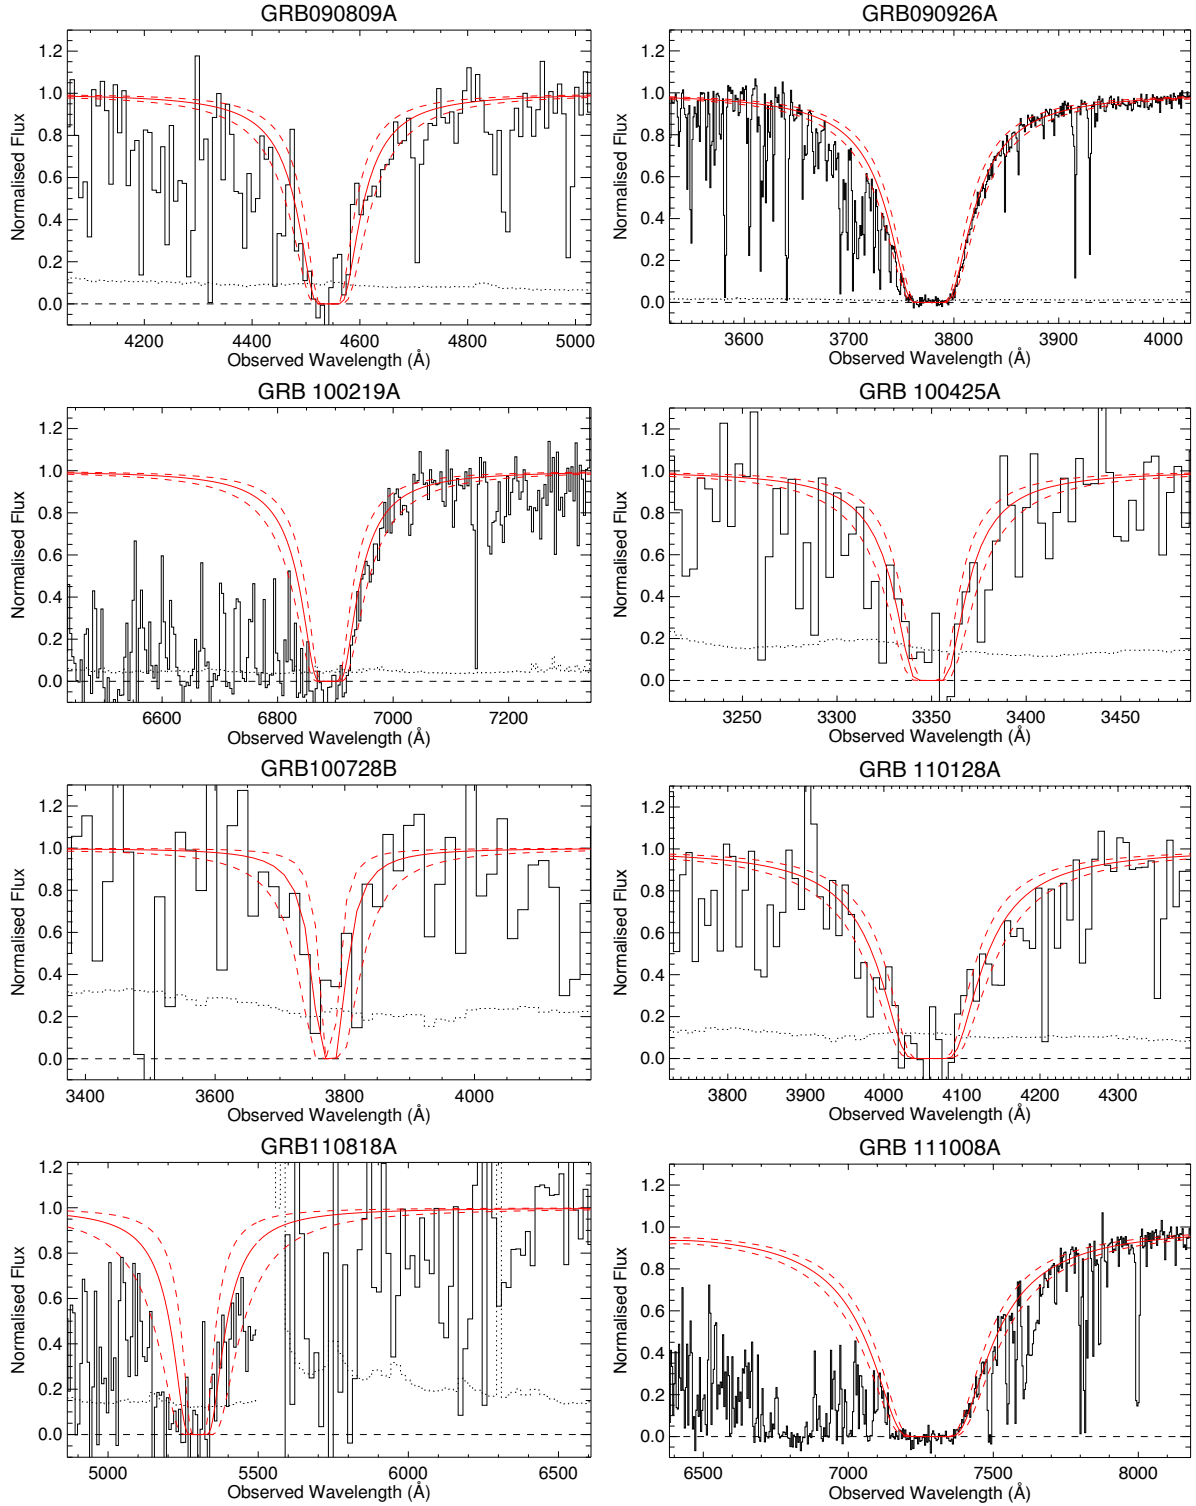 GRB090809A
GRB090926A
1.2
1.0
0.8
0.6
0.4
0.2
0.0
Normalised Flux
4200 4400 4600 4800 5000
Observed Wavelength (Å)
1.2
1.0
0.8
0.6
0.4
0.2
0.0
Normalised Flux
3600 3700 3800 3900 4000
Observed Wavelength (Å)
GRB 100219A
GRB 100425A
1.2
1.0
0.8
0.6
0.4
0.2
0.0
Normalised Flux
6600 6800 7000 7200
Observed Wavelength (Å)
1.2
1.0
0.8
0.6
0.4
0.2
0.0
Normalised Flux
3250 3300 3350 3400 3450
Observed Wavelength (Å)
GRB100728B
GRB 110128A
1.2
1.0
0.8
0.6
0.4
0.2
0.0
Normalised Flux
3400 3600 3800 4000
Observed Wavelength (Å)
1.2
1.0
0.8
0.6
0.4
0.2
0.0
Normalised Flux
3800 3900 4000 4100 4200 4300
Observed Wavelength (Å)
GRB110818A
GRB 111008A
1.2
1.0
0.8
0.6
0.4
0.2
0.0
Normalised Flux
5000 5500 6000 6500
Observed Wavelength (Å)
1.2
1.0
0.8
0.6
0.4
0.2
0.0
Normalised Flux
6500 7000 7500 8000
Observed Wavelength (Å)